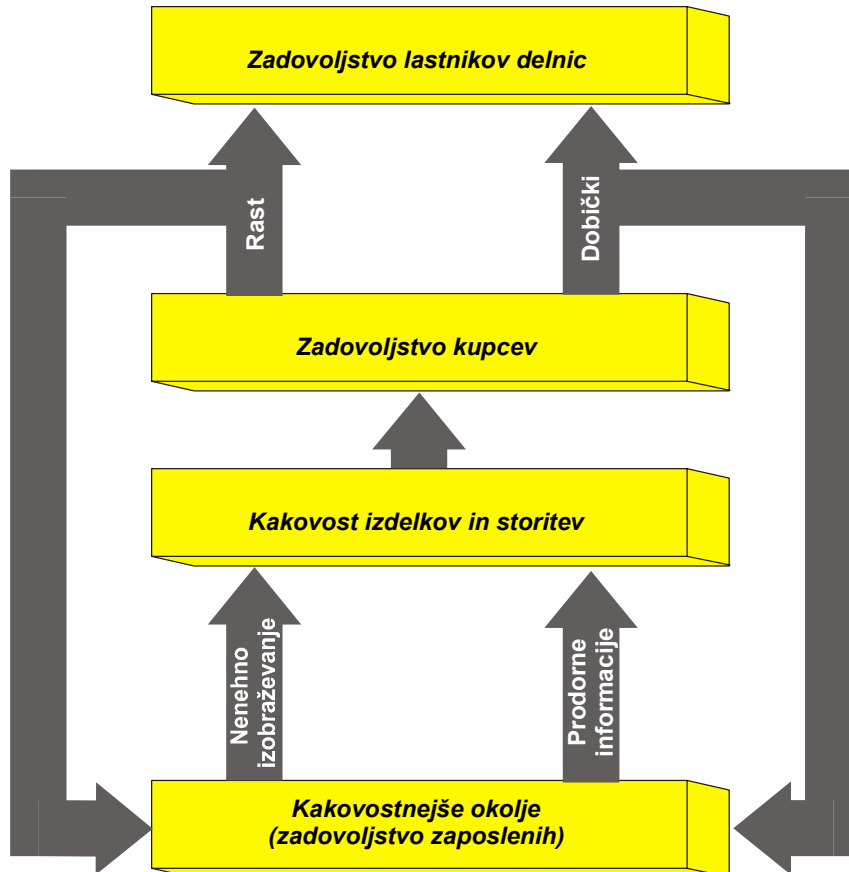 Zadovoljstvo lastnikov delnic
Rast
Dobički
Zadovoljstvo kupcev
Kakovost izdelkov in storitev
Nenehno
izobraževanje
Prodorne
informacije
Kakovostnejše okolje
(zadovoljstvo zaposlenih)